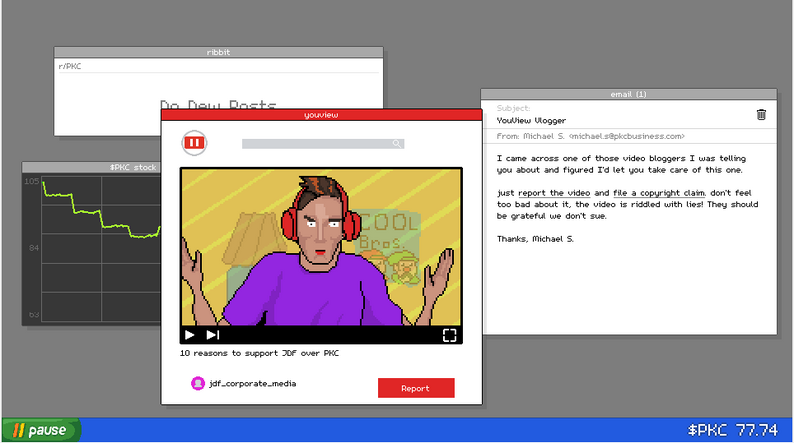 ribbit
r/PKC
No New Posts
youview
$PKC stock
105
84
63
COOL
Bros.
10 reasons to support JDF over PKC
jdf_corporate_media
Report
email (1)
Subject:
YouView Vlogger
From: Michael S. <michael.s@pkcbusiness.com>
I came across one of those video bloggers I was telling
you about and figured I'd let you take care of this one.
just report the video and file a copyright claim. don't feel
too bad about it, the video is riddled with lies! They should
be grateful we don't sue.
Thanks, Michael S.
pause
$PKC 77.74